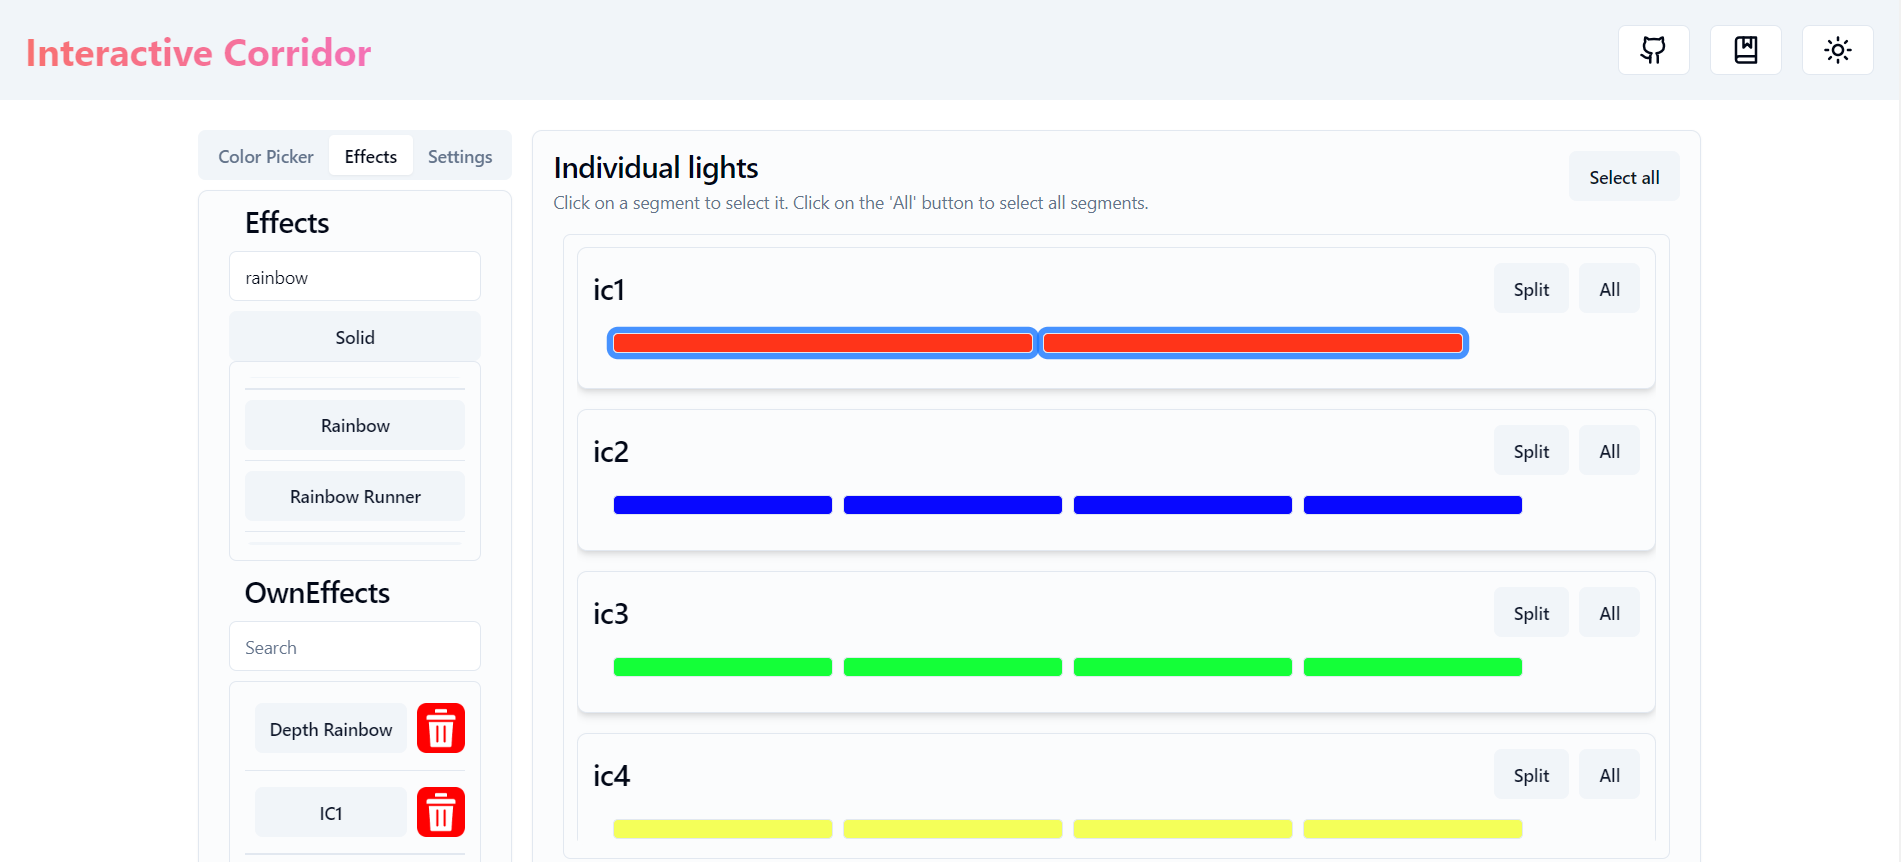 Interactive Corridor
Color Picker
Effects
Settings
Effects
rainbow
Solid
Rainbow
Rainbow Runner
OwnEffects
Search
Depth Rainbow
IC1
Individual lights
Click on a segment to select it. Click on the 'All' button to select all segments.
Select all
ic1
Split
All
ic2
Split
All
ic3
Split
All
ic4
Split
All